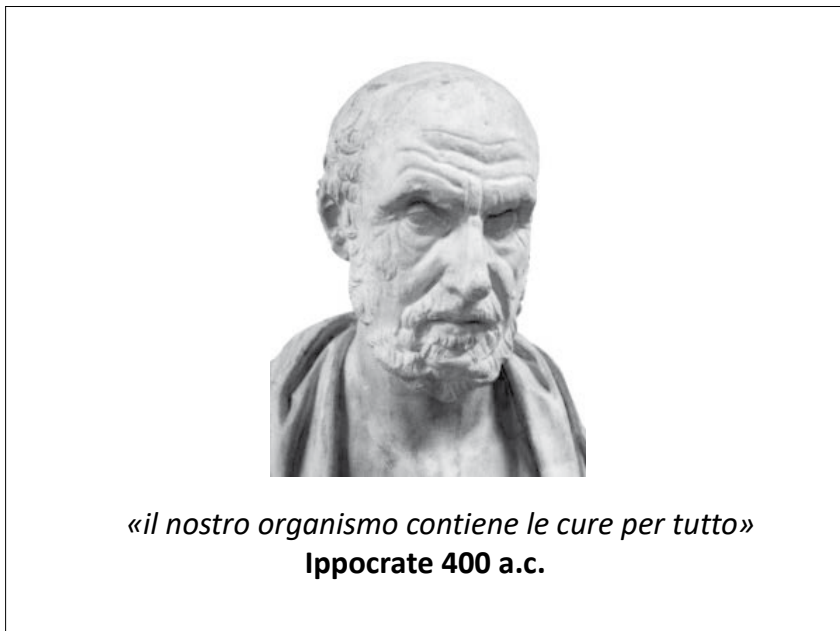 «il nostro organismo contiene le cure per tutto»
Ippocrate 400 a.c.